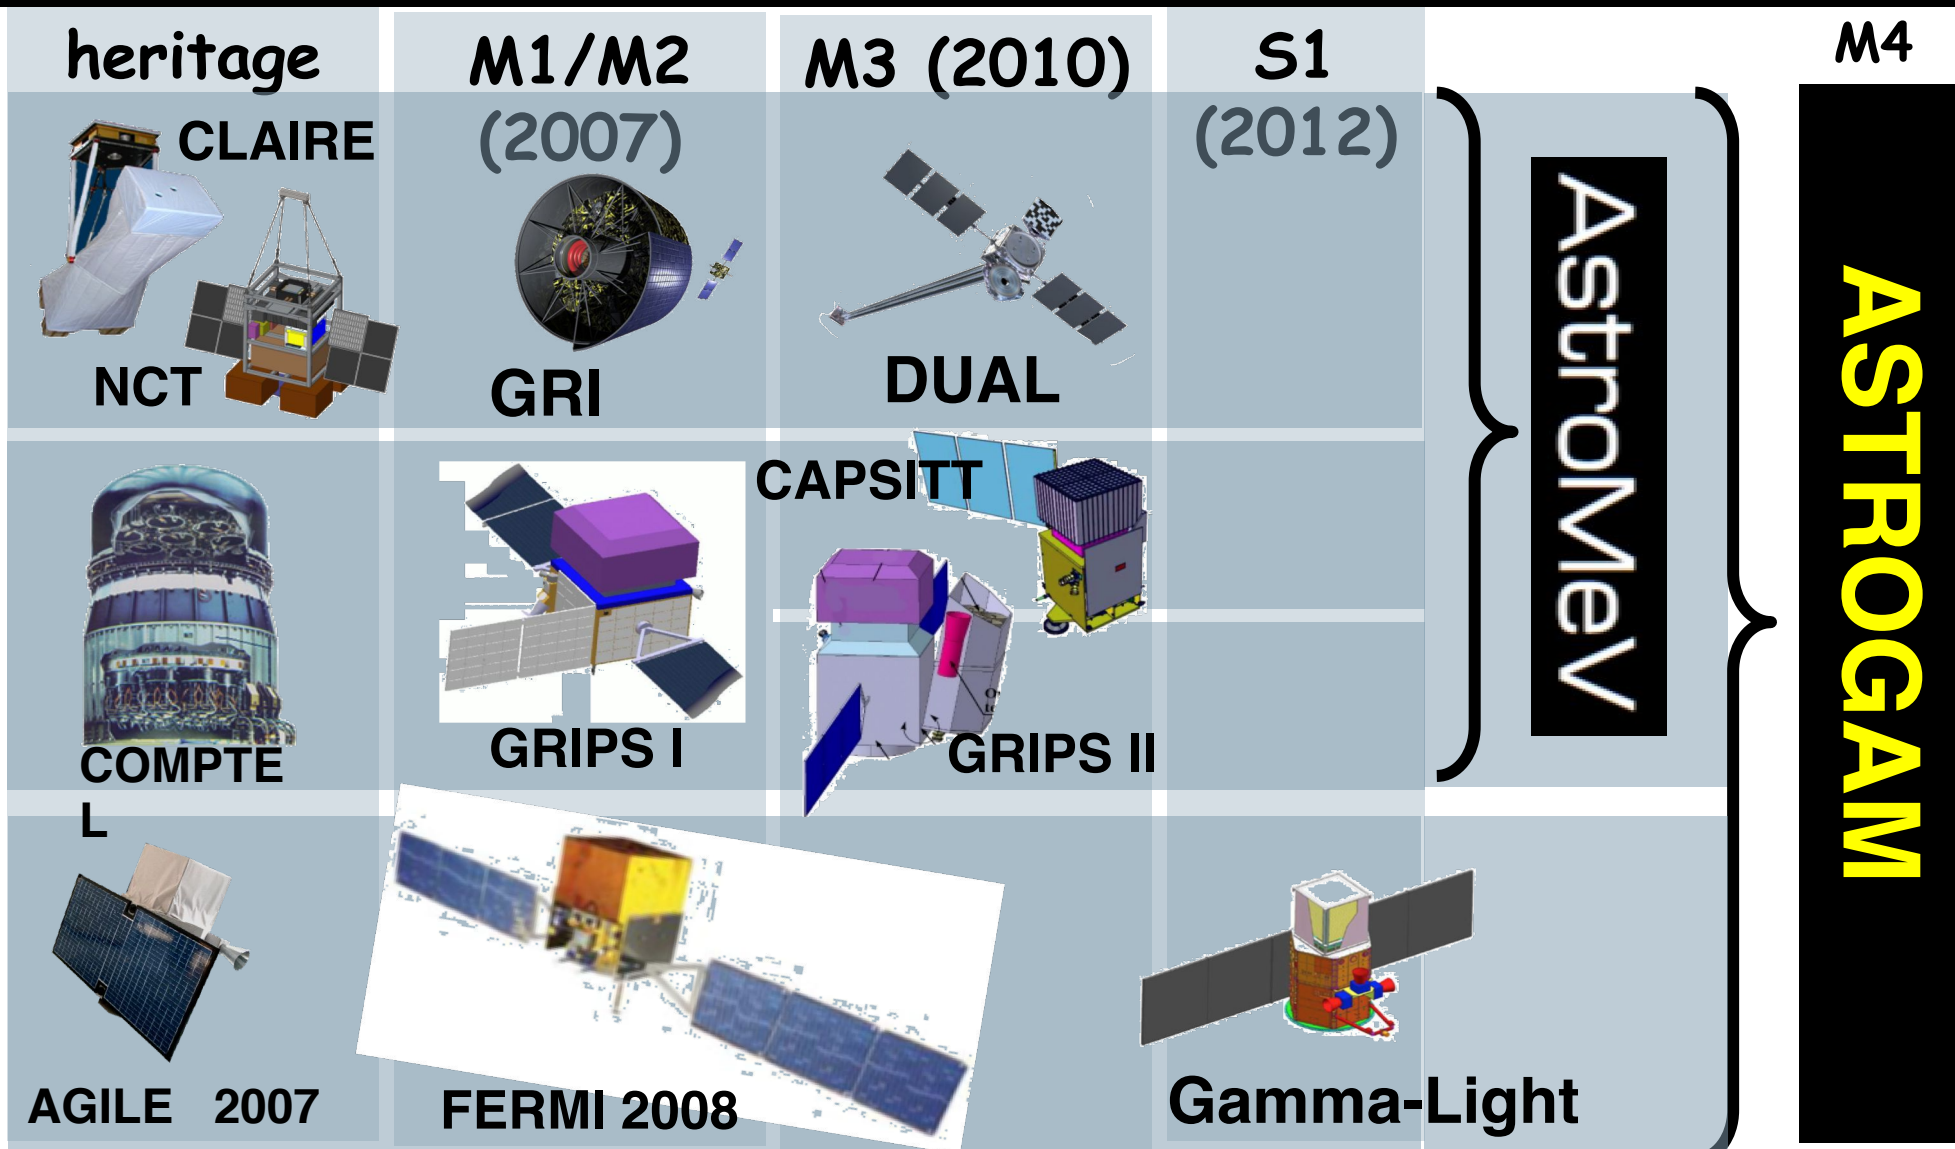 heritage
M1/M2
(2007)
M3 (2010)
S1
(2012)
M4
CLAIRE
NCT
GRI
DUAL
CAPSITT
COMPTE
L
GRIPS I
GRIPS II
AGILE 2007
FERMI 2008
Gamma-Light
AstroMeV
ASTROGAM